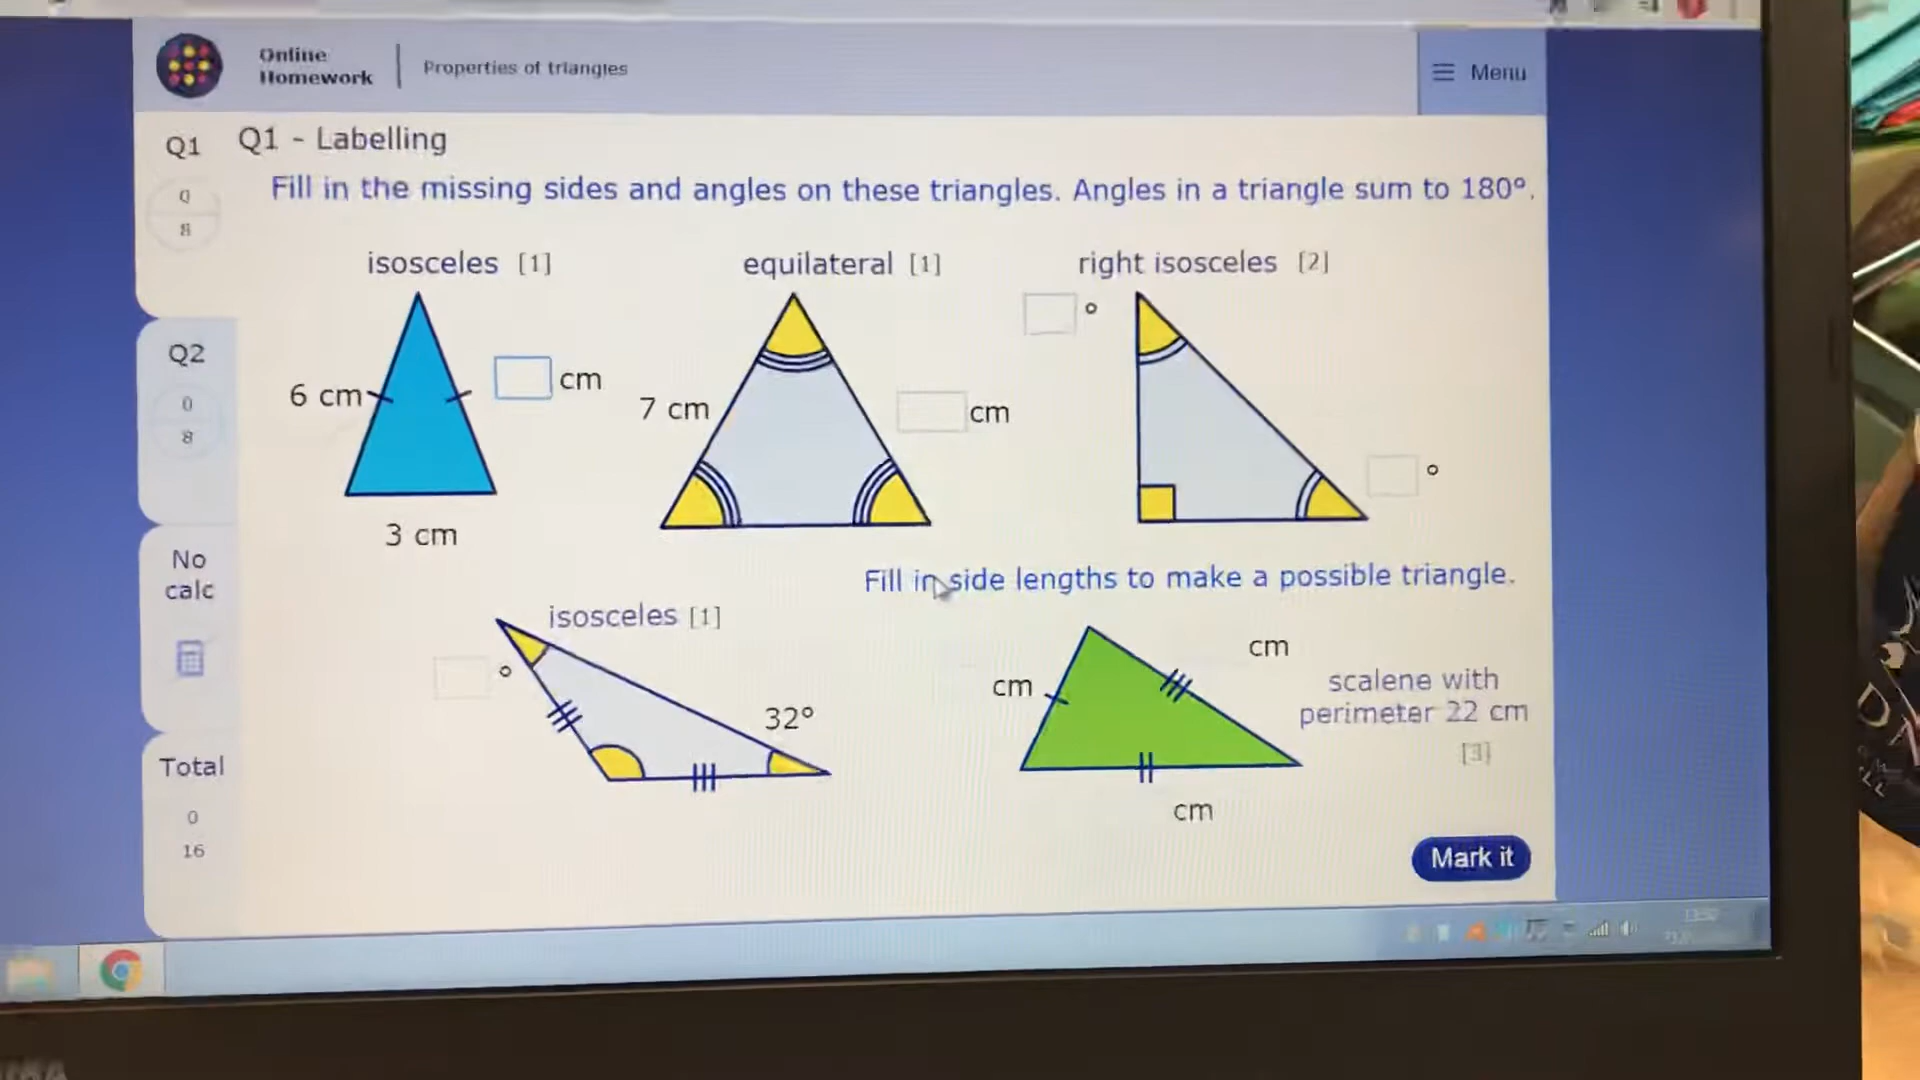 Online
Homework
Properties of triangles
Menu
Q1
Q1 - Labelling
0
8
Fill in the missing sides and angles on these triangles. Angles in a triangle sum to 180°.
isosceles [1]
equilateral [1]
right isosceles [2]
°
6 cm
cm
7 cm
cm
°
3 cm
Q2
0
8
No
calc
Fill in side lengths to make a possible triangle.
isosceles [1]
°
32°
cm
cm
scalene with
perimeter 22 cm
[3]
cm
Total
0
16
Mark it